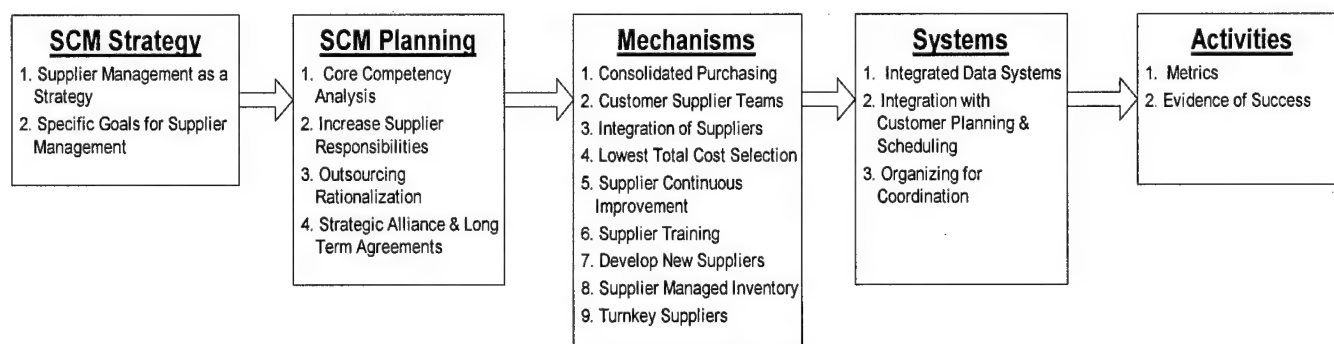 SCM Strategy
1. Supplier Management as a
Strategy
2. Specific Goals for Supplier
Management
SCM Planning
1. Core Competency
Analysis
2. Increase Supplier
Responsibilities
3. Outsourcing
Rationalization
4. Strategic Alliance & Long
Term Agreements
Mechanisms
1. Consolidated Purchasing
2. Customer Supplier Teams
3. Integration of Suppliers
4. Lowest Total Cost Selection
5. Supplier Continuous
Improvement
6. Supplier Training
7. Develop New Suppliers
8. Supplier Managed Inventory
9. Turnkey Suppliers
Systems
1. Integrated Data Systems
2. Integration with
Customer Planning &
Scheduling
3. Organizing for
Coordination
Activities
1. Metrics
2. Evidence of Success